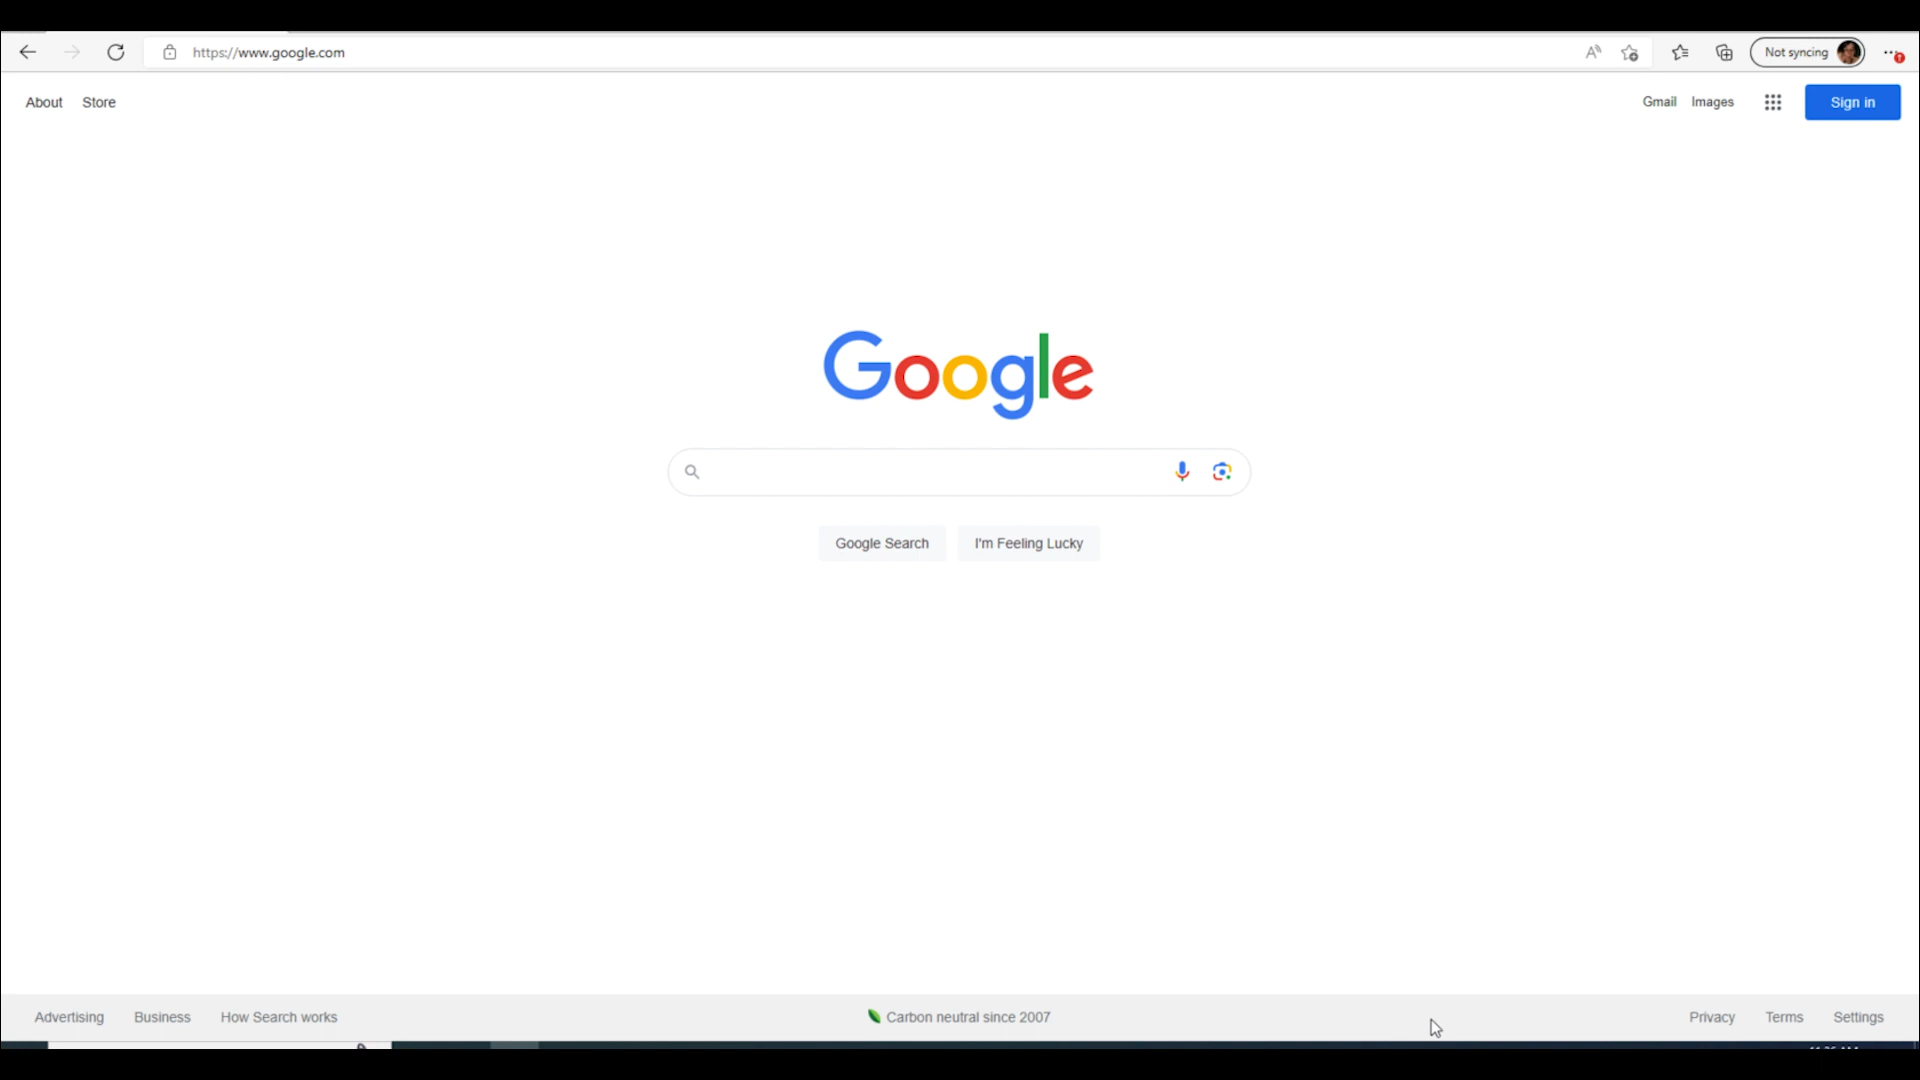 https://www.google.com
Not syncing
About Store
Gmail Images
Sign in
Google
Google Search I'm Feeling Lucky
Advertising Business How Search works
Carbon neutral since 2007
Privacy Terms Settings